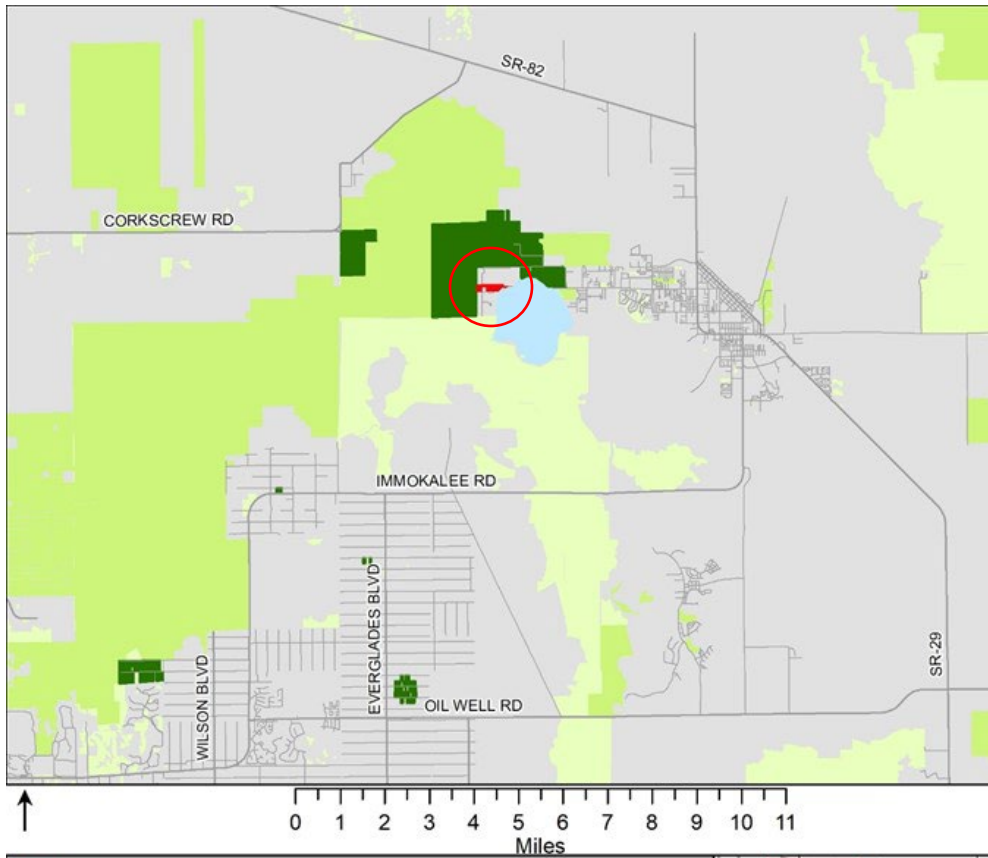 SR-82
CORKSCREW RD
IMMOKALEE RD
EVERGLADES BLVD
WILSON BLVD
OIL WELL RD
SR-29
0 1 2 3 4 5 6 7 8 9 10 11
Miles